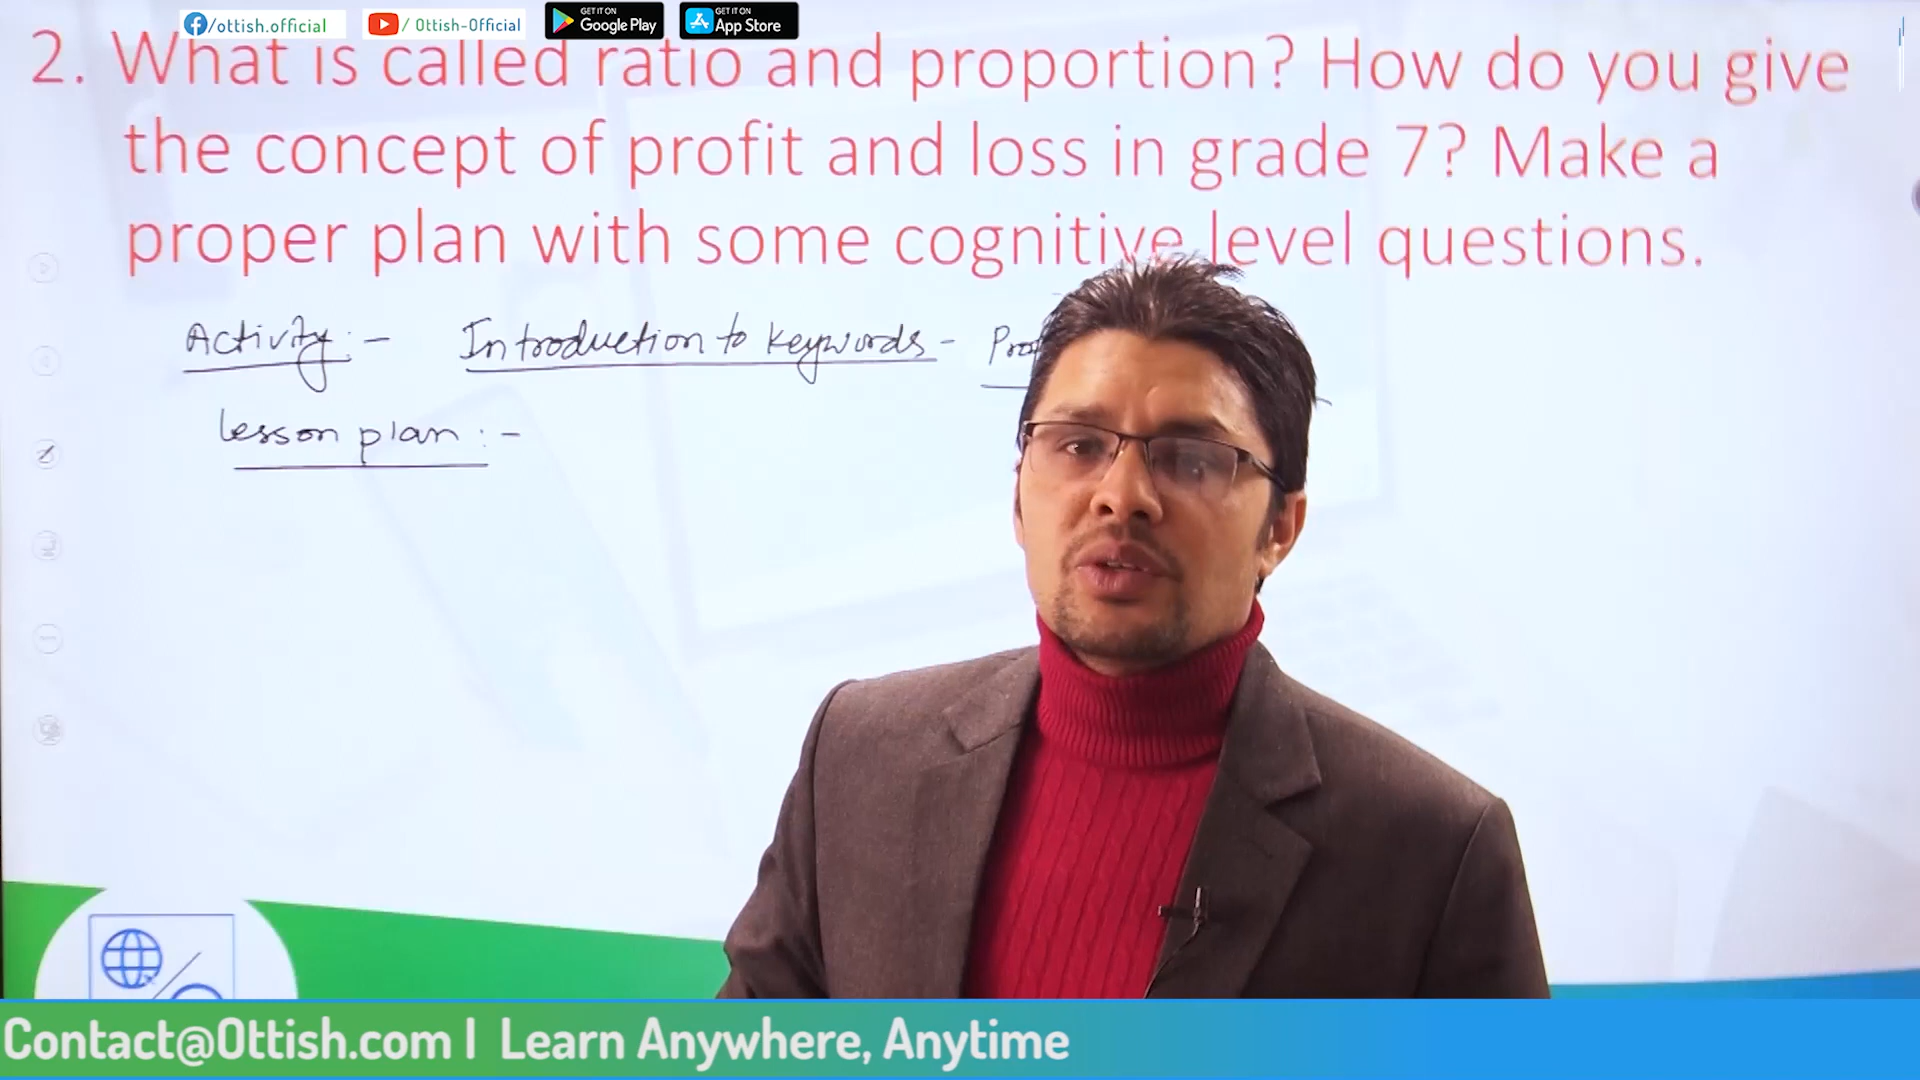 /ottish.official
/ Ottish-Official
GET IT ON
Google Play
GET IT ON
App Store
2. What is called ratio and proportion? How do you give
the concept of profit and loss in grade 7? Make a
proper plan with some cognitive level questions.
Activity :- Introduction to Keywords -
lesson plan :-
Contact@Ottish.com | Learn Anywhere, Anytime